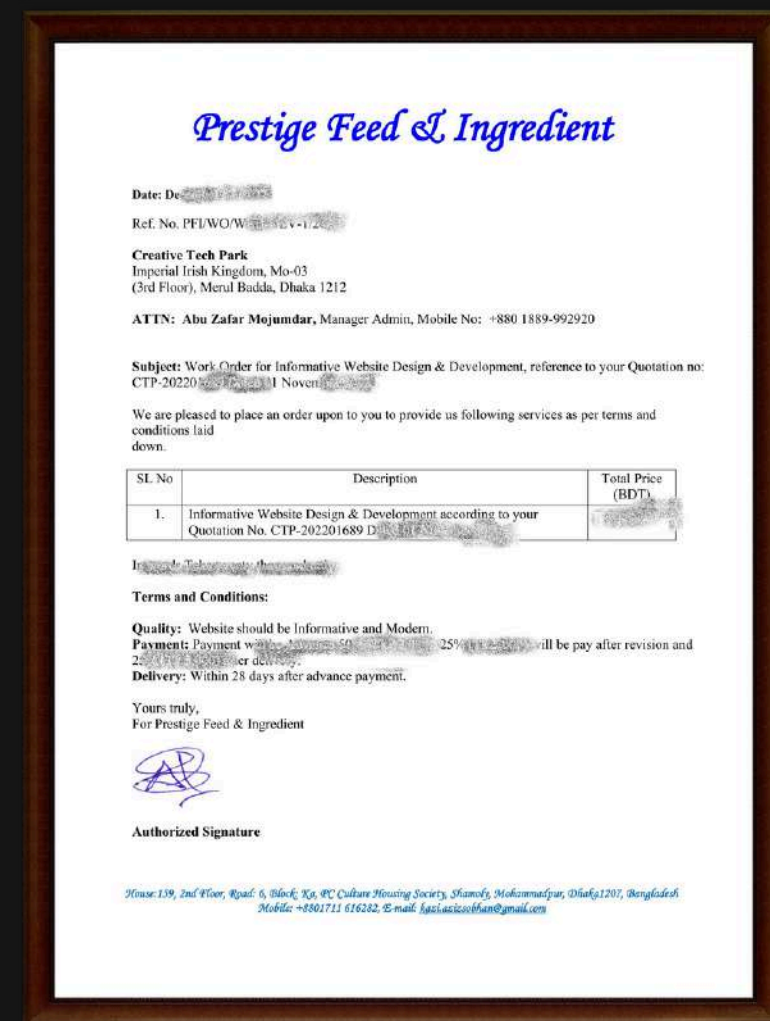 Prestige Feed & Ingredient
Date:
Ref. No.
Creative Tech Park
Imperial Irish Kingdom, Mo-03
(3rd Floor), Merul Badda, Dhaka 1212
ATTN: Abu Zafar Mojumdar, Manager Admin, Mobile No: +880 1889-992920
Subject: Work Order for Informative Website Design & Development, reference to your Quotation no:
We are pleased to place an order upon to you to provide us following services as per terms and
conditions laid
down.
SL No Description Total Price
(BDT)
1. Informative Website Design & Development according to your
Quotation No. CTP-202201689
Terms and Conditions:
Quality: Website should be Informative and Modern.
Payment: Payment 25% will be pay after revision and
Delivery: Within 28 days after advance payment.
Yours truly,
For Prestige Feed & Ingredient
Authorized Signature
House: 159, 2nd Floor, Road: 6, Block: Ka, PC Culture Housing Society, Shamoly, Mohammadpur, Dhaka1207, Bangladesh
Mobile: +8801711 616282, E-mail: kazi.azizsobhan@gmail.com